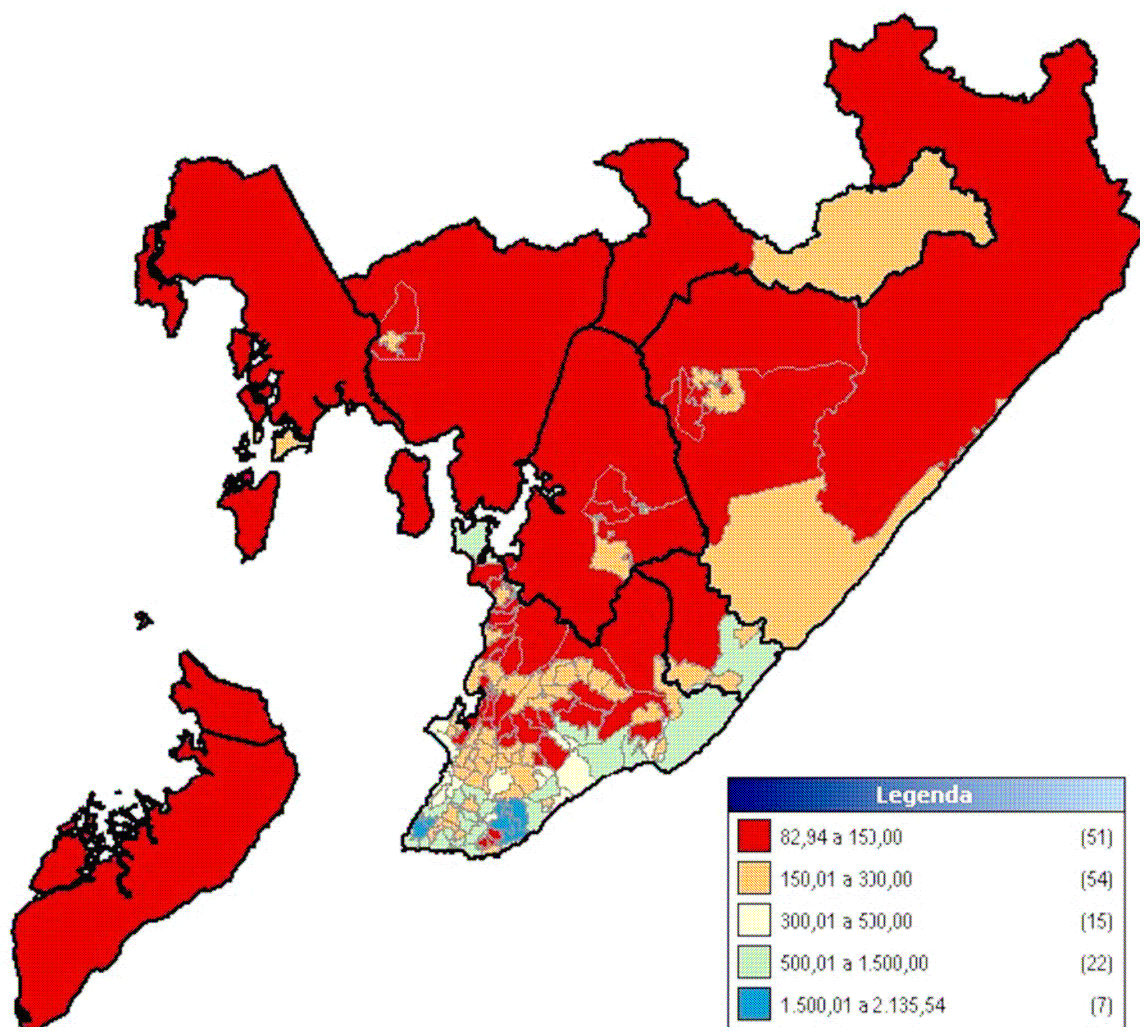 Legenda
82,94 a 150,00 (51)
150,01 a 300,00 (54)
300,01 a 500,00 (15)
500,01 a 1.500,00 (22)
1.500,01 a 2.135,54 (7)